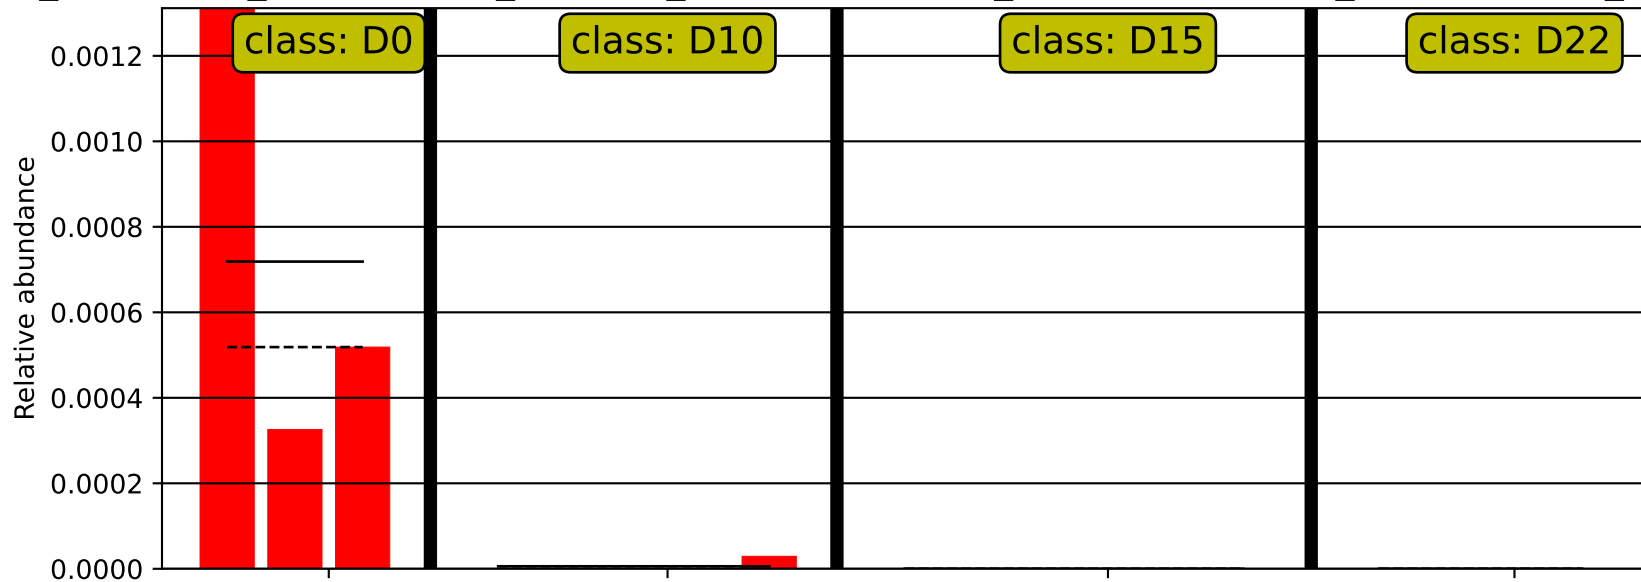 class: D0
class: D10
class: D15
class: D22
0.0012
0.0010
0.0008
0.0006
0.0004
0.0002
0.0000
Relative abundance